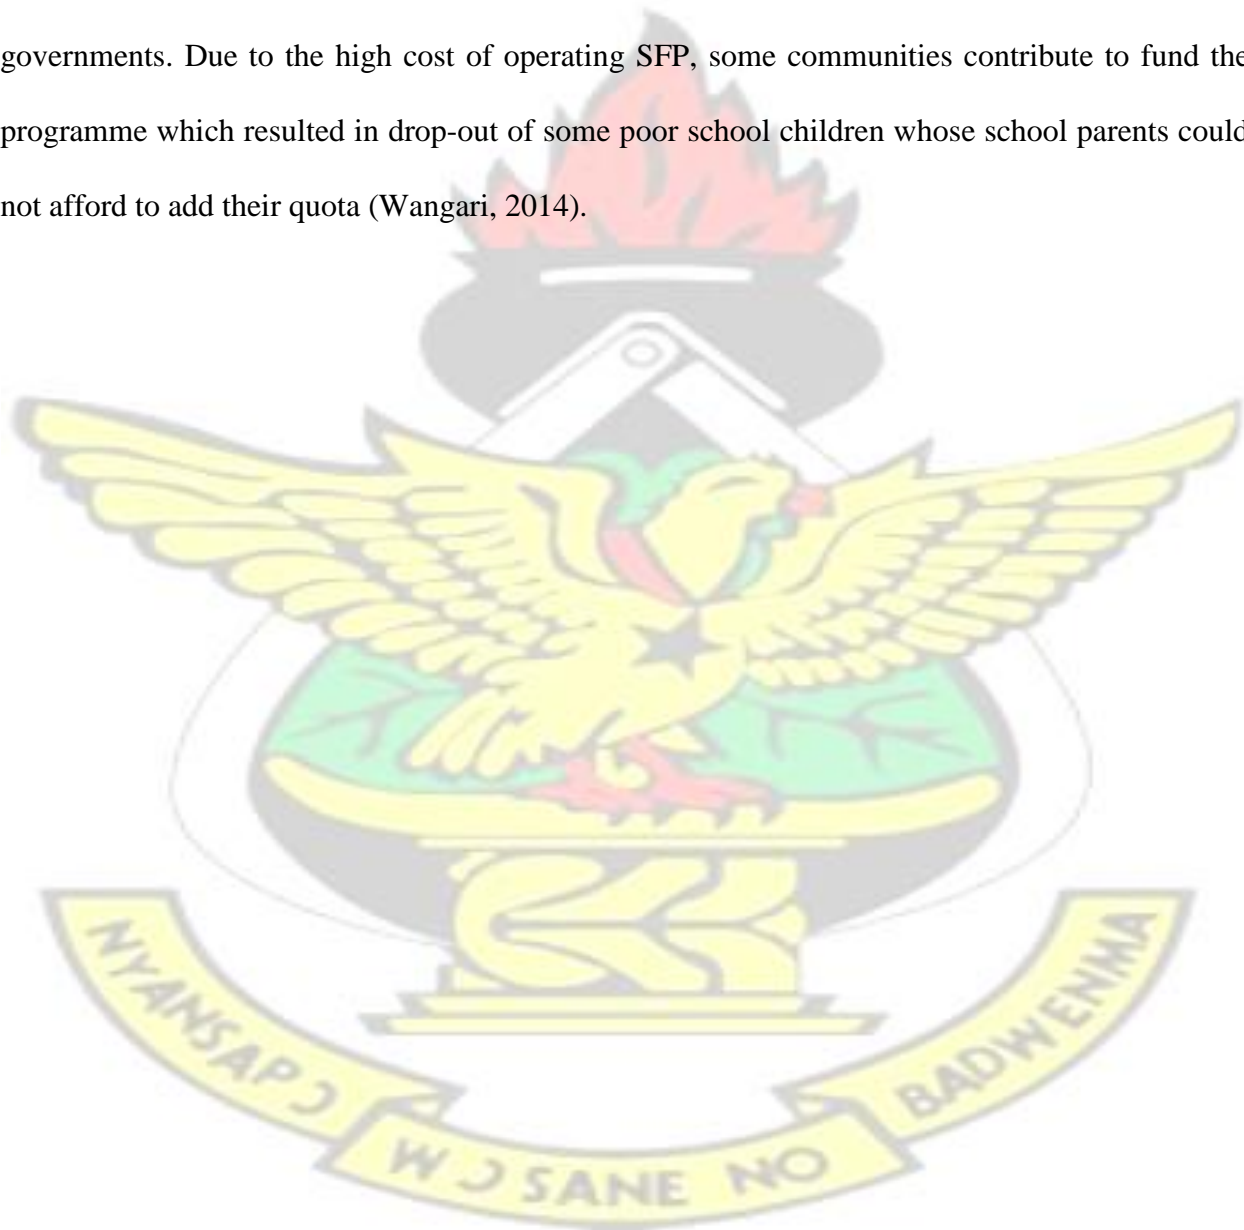 governments. Due to the high cost of operating SFP, some communities contribute to fund the
programme which resulted in drop-out of some poor school children whose school parents could
not afford to add their quota (Wangari, 2014).
NYANSAPƆ
WƆ SANE NO
BADWENMA